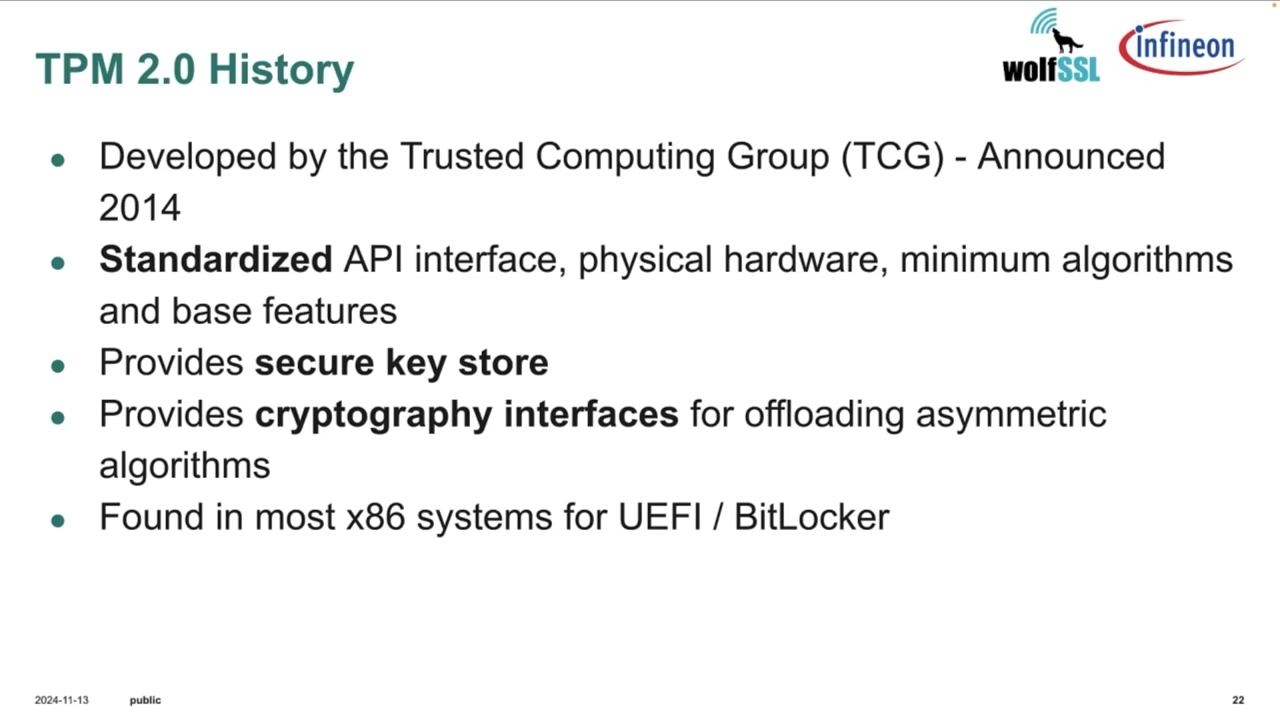 TPM 2.0 History
wolfSSL
infineon
● Developed by the Trusted Computing Group (TCG) - Announced
2014
● Standardized API interface, physical hardware, minimum algorithms
and base features
● Provides secure key store
● Provides cryptography interfaces for offloading asymmetric
algorithms
● Found in most x86 systems for UEFI / BitLocker
2024-11-13 public 22